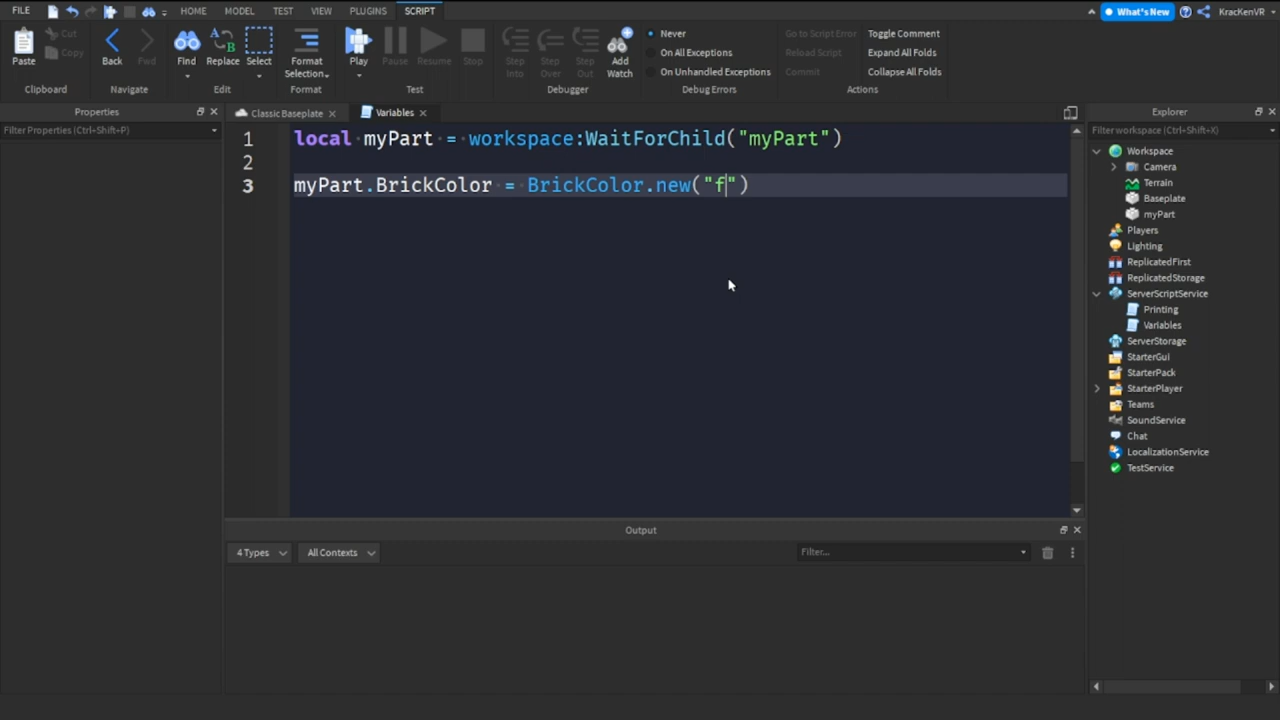 FILE HOME MODEL TEST VIEW PLUGINS SCRIPT What's New KracKenVR
Paste Cut Copy Clipboard
Back Fwd Navigate
Find Replace Select Edit
Format Selection Format
Play Pause Resume Stop Test
Step Into Step Over Step Out Add Watch Debugger
Never
On All Exceptions
On Unhandled Exceptions
Debug Errors
Go to Script Error Toggle Comment
Reload Script Expand All Folds
Commit Collapse All Folds
Actions
Properties
Filter Properties (Ctrl+Shift+P)
Classic Baseplate Variables
1 local myPart = workspace:WaitForChild("myPart")
2
3 myPart.BrickColor = BrickColor.new("f")
Output
4 Types All Contexts Filter...
Explorer
Filter workspace (Ctrl+Shift+X)
Workspace
Camera
Terrain
Baseplate
myPart
Players
Lighting
ReplicatedFirst
ReplicatedStorage
ServerScriptService
Printing
Variables
ServerStorage
StarterGui
StarterPack
StarterPlayer
Teams
SoundService
Chat
LocalizationService
TestService